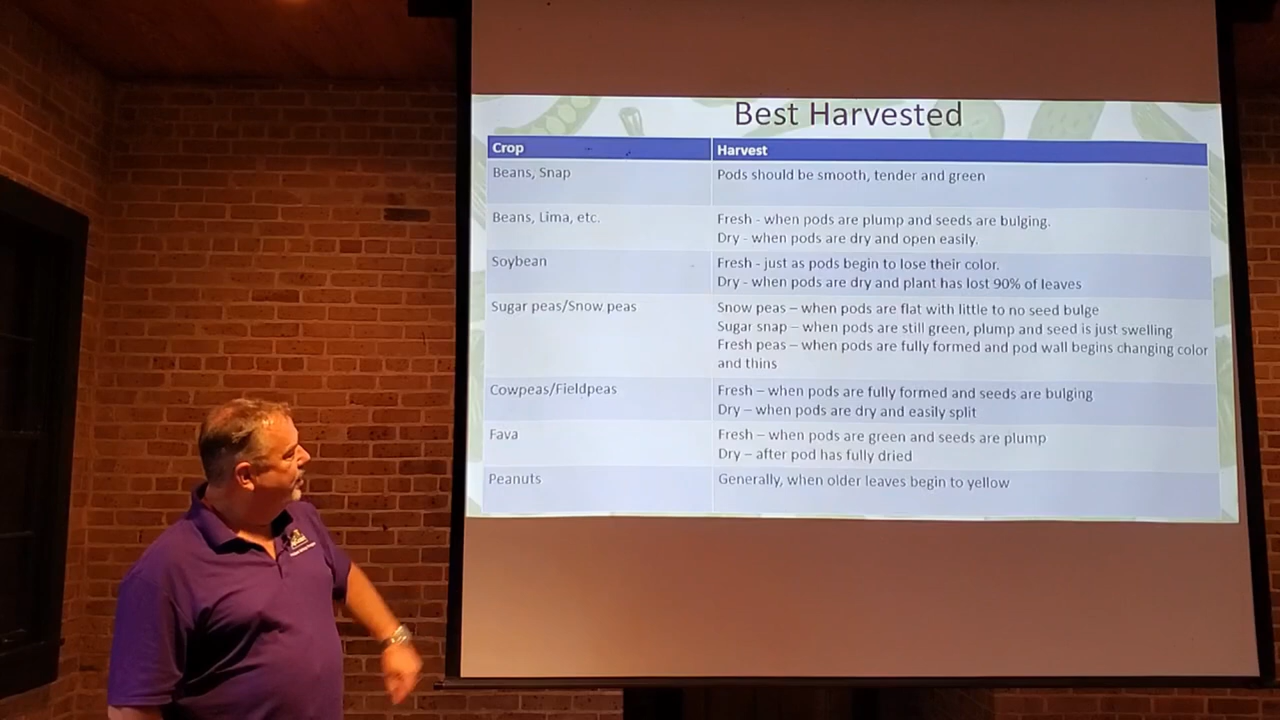 Best Harvested
Crop
Harvest
Beans, Snap
Pods should be smooth, tender and green
Beans, Lima, etc.
Fresh - when pods are plump and seeds are bulging.
Dry - when pods are dry and open easily.
Soybean
Fresh - just as pods begin to lose their color.
Dry - when pods are dry and plant has lost 90% of leaves
Sugar peas/Snow peas
Snow peas – when pods are flat with little to no seed bulge
Sugar snap – when pods are still green, plump and seed is just swelling
Fresh peas – when pods are fully formed and pod wall begins changing color
and thins
Cowpeas/Fieldpeas
Fresh – when pods are fully formed and seeds are bulging
Dry – when pods are dry and easily split
Fava
Fresh – when pods are green and seeds are plump
Dry – after pod has fully dried
Peanuts
Generally, when older leaves begin to yellow